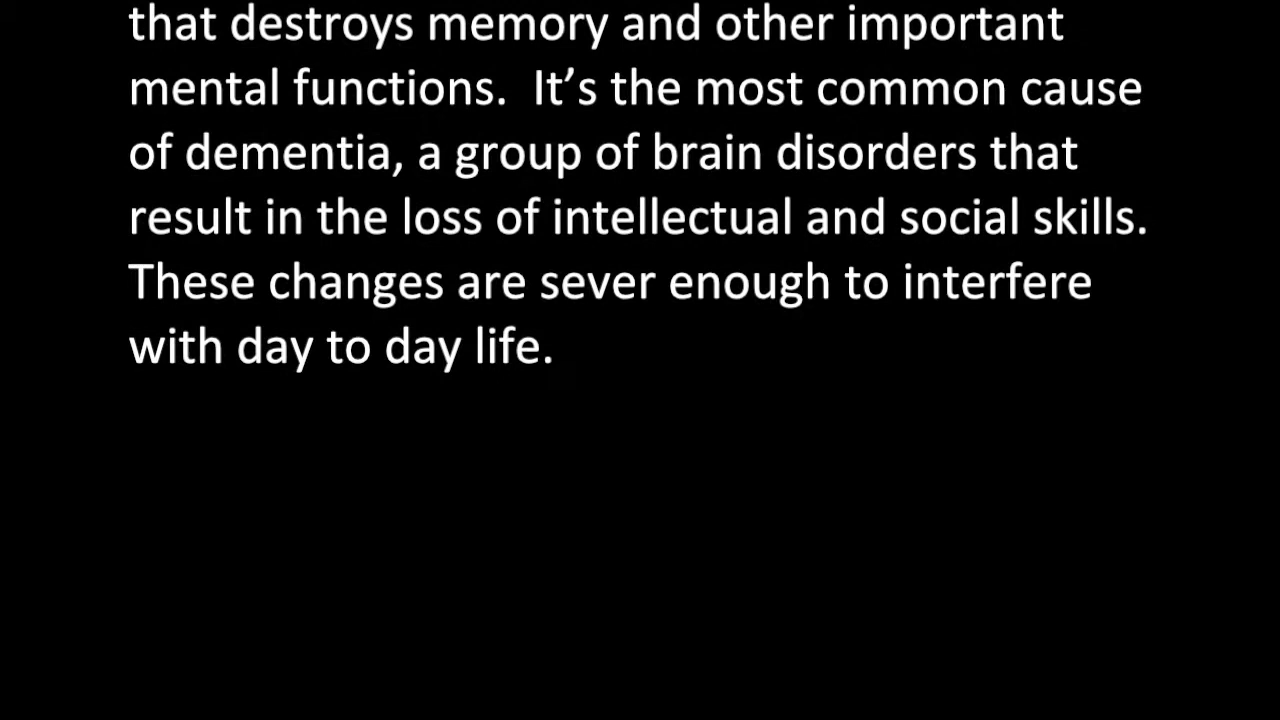 that destroys memory and other important
mental functions.  It’s the most common cause
of dementia, a group of brain disorders that
result in the loss of intellectual and social skills.
These changes are sever enough to interfere
with day to day life.